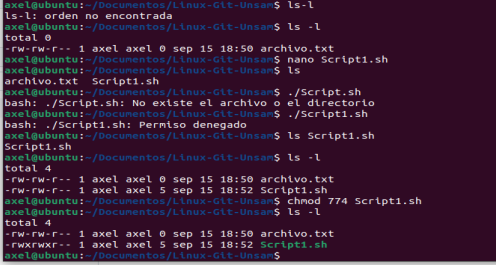 axel@ubuntu:~/Documentos/Linux-Git-Unsam$ ls-l
ls-l: orden no encontrada
axel@ubuntu:~/Documentos/Linux-Git-Unsam$ ls -l
total 0
-rw-rw-r-- 1 axel axel 0 sep 15 18:50 archivo.txt
axel@ubuntu:~/Documentos/Linux-Git-Unsam$ nano Script1.sh
axel@ubuntu:~/Documentos/Linux-Git-Unsam$ ls
archivo.txt  Script1.sh
axel@ubuntu:~/Documentos/Linux-Git-Unsam$ ./Script.sh
bash: ./Script.sh: No existe el archivo o el directorio
axel@ubuntu:~/Documentos/Linux-Git-Unsam$ ./Script1.sh
bash: ./Script1.sh: Permiso denegado
axel@ubuntu:~/Documentos/Linux-Git-Unsam$ ls Script1.sh
Script1.sh
axel@ubuntu:~/Documentos/Linux-Git-Unsam$ ls -l
total 4
-rw-rw-r-- 1 axel axel 0 sep 15 18:50 archivo.txt
-rw-rw-r-- 1 axel axel 5 sep 15 18:52 Script1.sh
axel@ubuntu:~/Documentos/Linux-Git-Unsam$ chmod 774 Script1.sh
axel@ubuntu:~/Documentos/Linux-Git-Unsam$ ls -l
total 4
-rw-rw-r-- 1 axel axel 0 sep 15 18:50 archivo.txt
-rwxrwxr-- 1 axel axel 5 sep 15 18:52 Script1.sh
axel@ubuntu:~/Documentos/Linux-Git-Unsam$